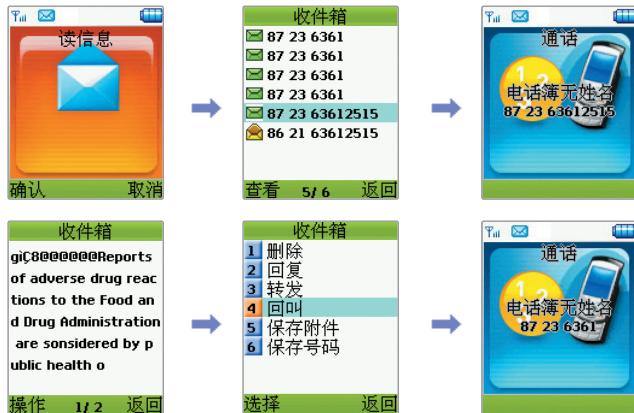 读信息
确认 取消
收件箱
87 23 6361
87 23 6361
87 23 6361
87 23 6361
87 23 63612515
86 21 63612515
查看 5/6 返回
通话
电话簿无姓名
87 23 63612515
收件箱
giÇ8@@@@@@Reports
of adverse drug reac
tions to the Food an
d Drug Administration
are sonsidered by p
ublic health o
操作 1/2 返回
收件箱
1 删除
2 回复
3 转发
4 回叫
5 保存附件
6 保存号码
选择 返回
通话
电话簿无姓名
87 23 6361